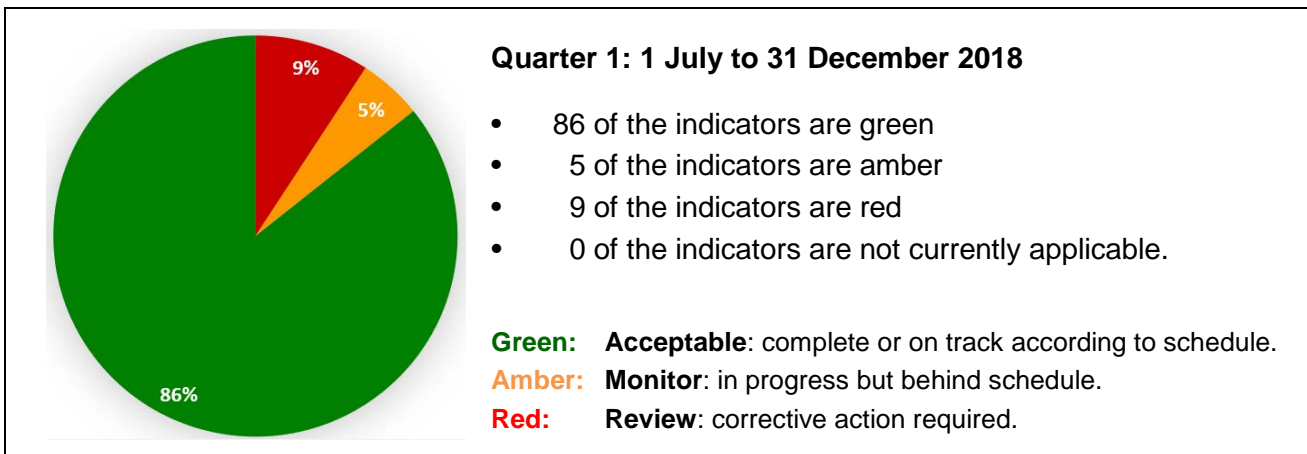 9%
5%
86%
Quarter 1: 1 July to 31 December 2018
• 86 of the indicators are green
• 5 of the indicators are amber
• 9 of the indicators are red
• 0 of the indicators are not currently applicable.
Green: Acceptable: complete or on track according to schedule.
Amber: Monitor: in progress but behind schedule.
Red: Review: corrective action required.